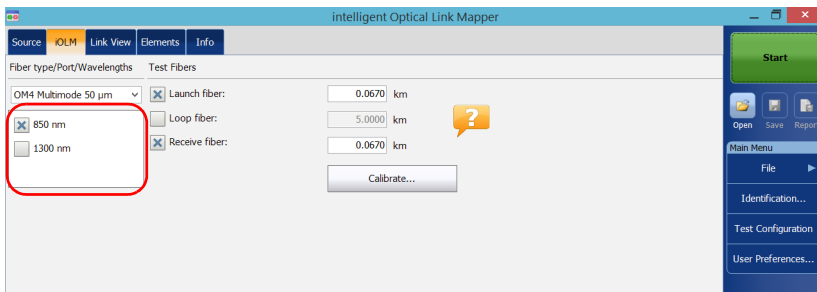 intelligent Optical Link Mapper
Source iOLM Link View Elements Info
Fiber type/Port/Wavelengths Test Fibers
OM4 Multimode 50 µm
850 nm
1300 nm
Launch fiber: 0.0670 km
Loop fiber: 5.0000 km
Receive fiber: 0.0670 km
?
Calibrate...
Start
Open Save Repor
Main Menu
File
Identification...
Test Configuration
User Preferences...